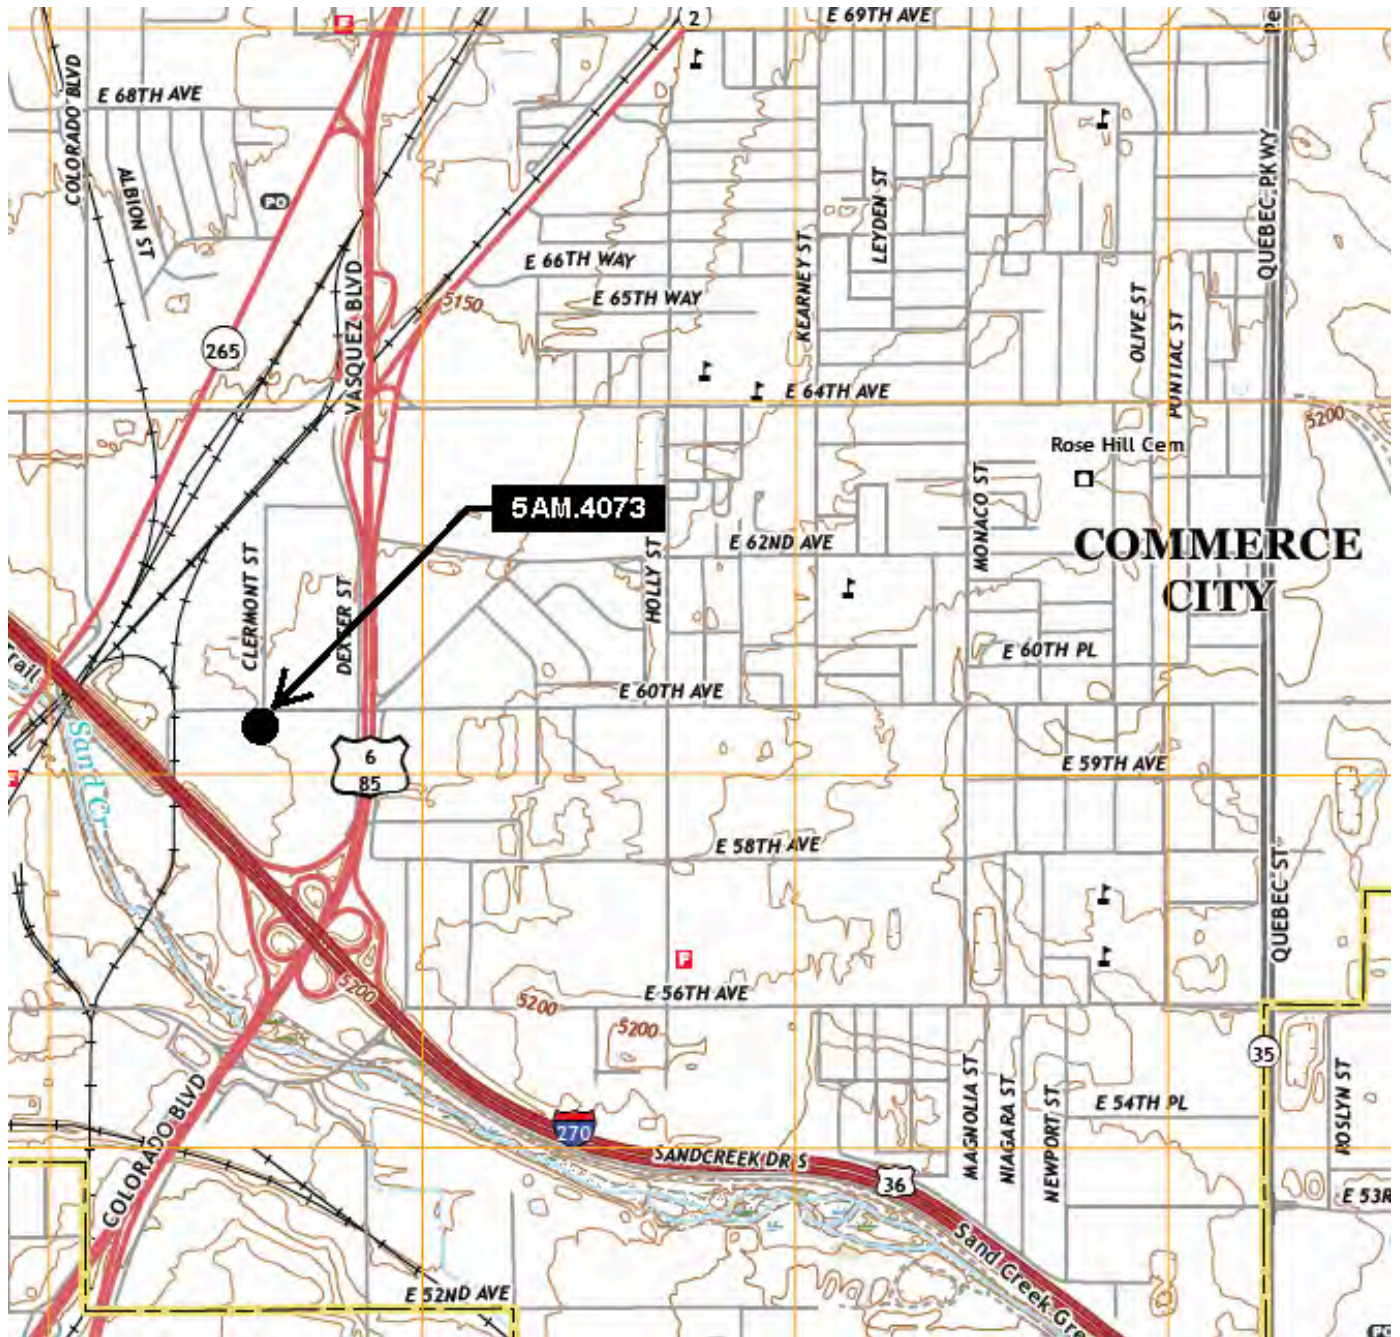 E 69TH AVE
2
COLORADO BLVD
E 68TH AVE
ALBION ST
PO
QUEBEC PKWY
LEYDEN ST
KEARNEY ST
E 66TH WAY
E 65TH WAY
5150
VASQUEZ BLVD
265
OLIVE ST
PONTIAC ST
E 64TH AVE
5200
Rose Hill Cem
5AM.4073
MONACO ST
COMMERCE
CITY
E 62ND AVE
HOLLY ST
CLERMONT ST
DEXTER ST
E 60TH PL
E 60TH AVE
rail
Sand Cr
6
85
E 59TH AVE
E 58TH AVE
QUEBEC ST
F
E 56TH AVE
5200
5200
5200
35
MAGNOLIA ST
NIAGARA ST
NEWPORT ST
E 54TH PL
ROSLYN ST
270
SANDCREEK DR S
36
COLORADO BLVD
E 53R
Sand Creek Gre
E 52ND AVE